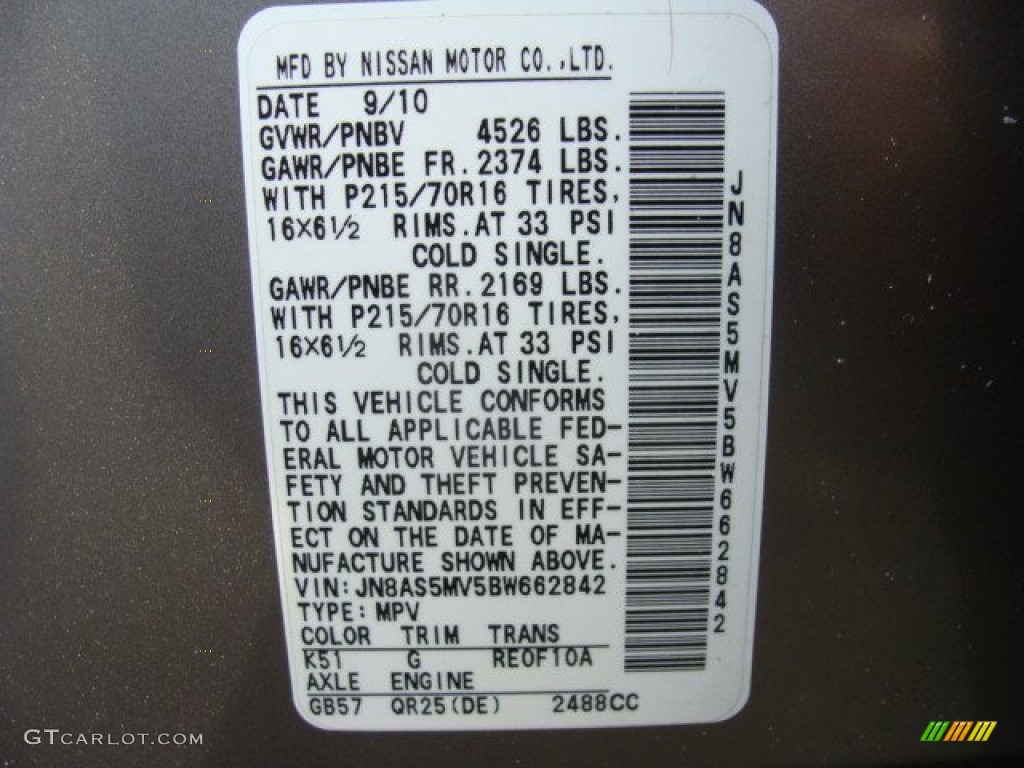 MFD BY NISSAN MOTOR CO.,LTD.
DATE 9/10
GVWR/PNBV 4526 LBS.
GAWR/PNBE FR. 2374 LBS.
WITH P215/70R16 TIRES,
16X6½ RIMS. AT 33 PSI
COLD SINGLE.
GAWR/PNBE RR. 2169 LBS.
WITH P215/70R16 TIRES,
16X6½ RIMS. AT 33 PSI
COLD SINGLE.
THIS VEHICLE CONFORMS
TO ALL APPLICABLE FED-
ERAL MOTOR VEHICLE SA-
FETY AND THEFT PREVEN-
TION STANDARDS IN EFF-
ECT ON THE DATE OF MA-
NUFACTURE SHOWN ABOVE.
VIN:JN8AS5MV5BW662842
TYPE:MPV
COLOR TRIM TRANS
K51 G RE0F10A
AXLE ENGINE
GB57 QR25(DE) 2488CC
JN8AS5MV5BW662842
GTCARLOT.COM